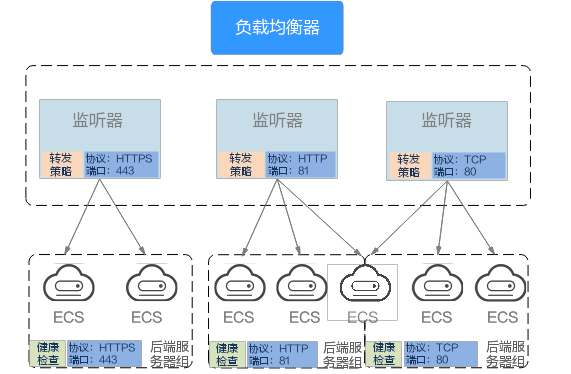 负载均衡器
监听器
转发
策略
协议：HTTPS
端口：443
监听器
转发
策略
协议：HTTP
端口：81
监听器
转发
策略
协议：TCP
端口：80
ECS
ECS
ECS
ECS
ECS
ECS
ECS
健康
检查
协议：HTTPS
端口：443
后端服
务器组
健康
检查
协议：HTTP
端口：81
后端服
务器组
健康
检查
协议：TCP
端口：80
后端服
务器组